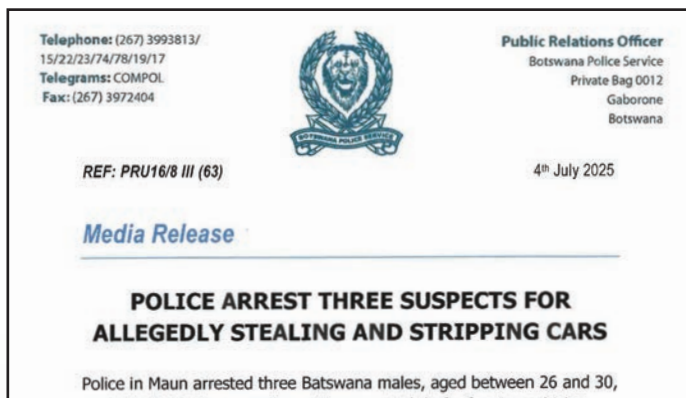 Telephone: (267) 3993813/
15/22/23/74/78/19/17
Telegrams: COMPOL
Fax: (267) 3972404
BOTSWANA POLICE SERVICE
Public Relations Officer
Botswana Police Service
Private Bag 0012
Gaborone
Botswana
REF: PRU16/8 III (63)
4th July 2025
Media Release
POLICE ARREST THREE SUSPECTS FOR
ALLEGEDLY STEALING AND STRIPPING CARS
Police in Maun arrested three Batswana males, aged between 26 and 30,